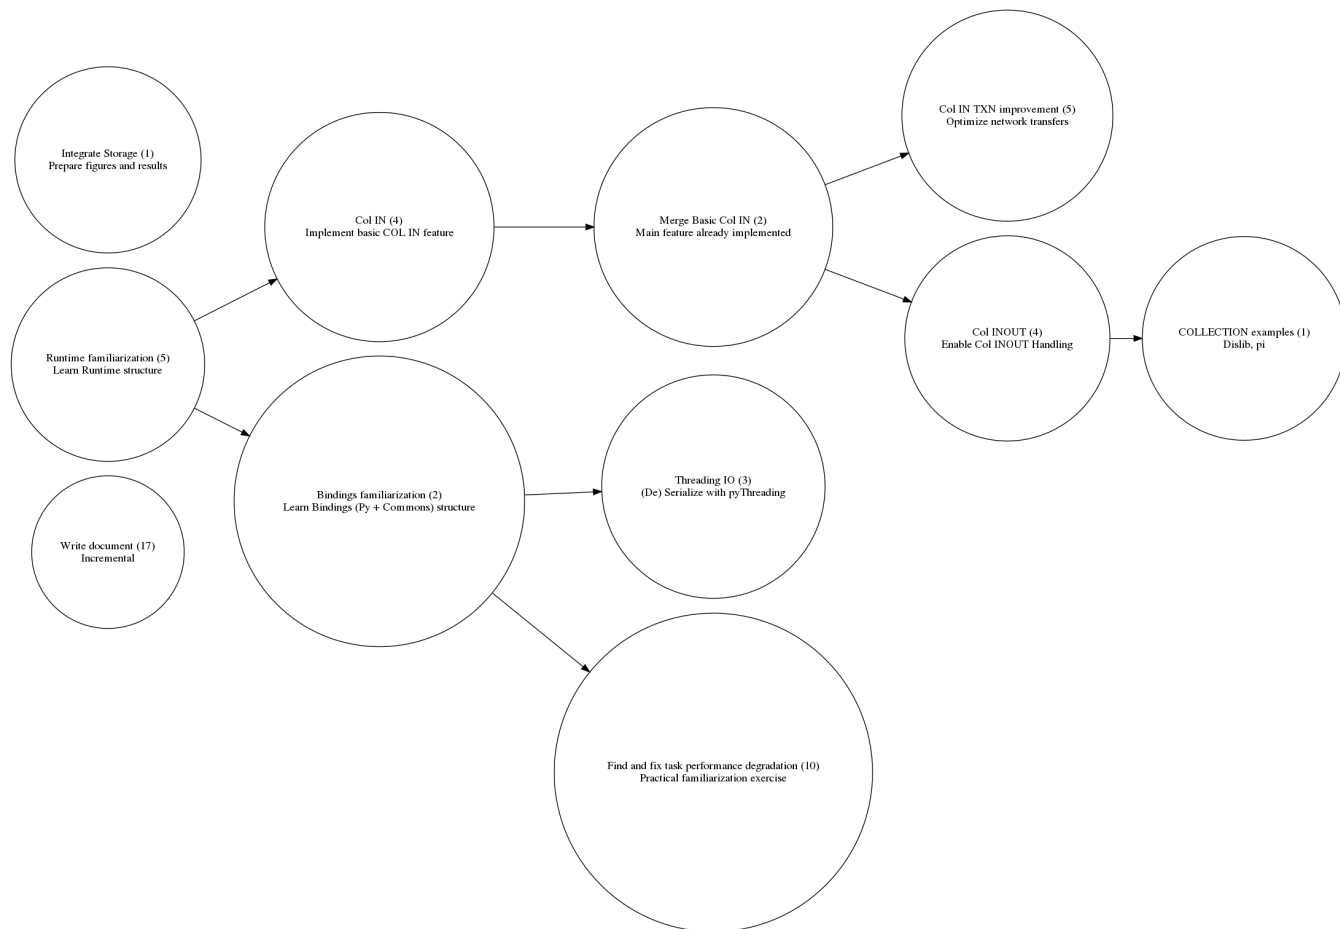 Integrate Storage (1)
Prepare figures and results
Runtime familiarization (5)
Learn Runtime structure
Write document (17)
Incremental
Col IN (4)
Implement basic COL IN feature
Bindings familiarization (2)
Learn Bindings (Py + Commons) structure
Merge Basic Col IN (2)
Main feature already implemented
Threading IO (3)
(De) Serialize with pyThreading
Find and fix task performance degradation (10)
Practical familiarization exercise
Col IN TXN improvement (5)
Optimize network transfers
Col INOUT (4)
Enable Col INOUT Handling
COLLECTION examples (1)
Dislib, pi